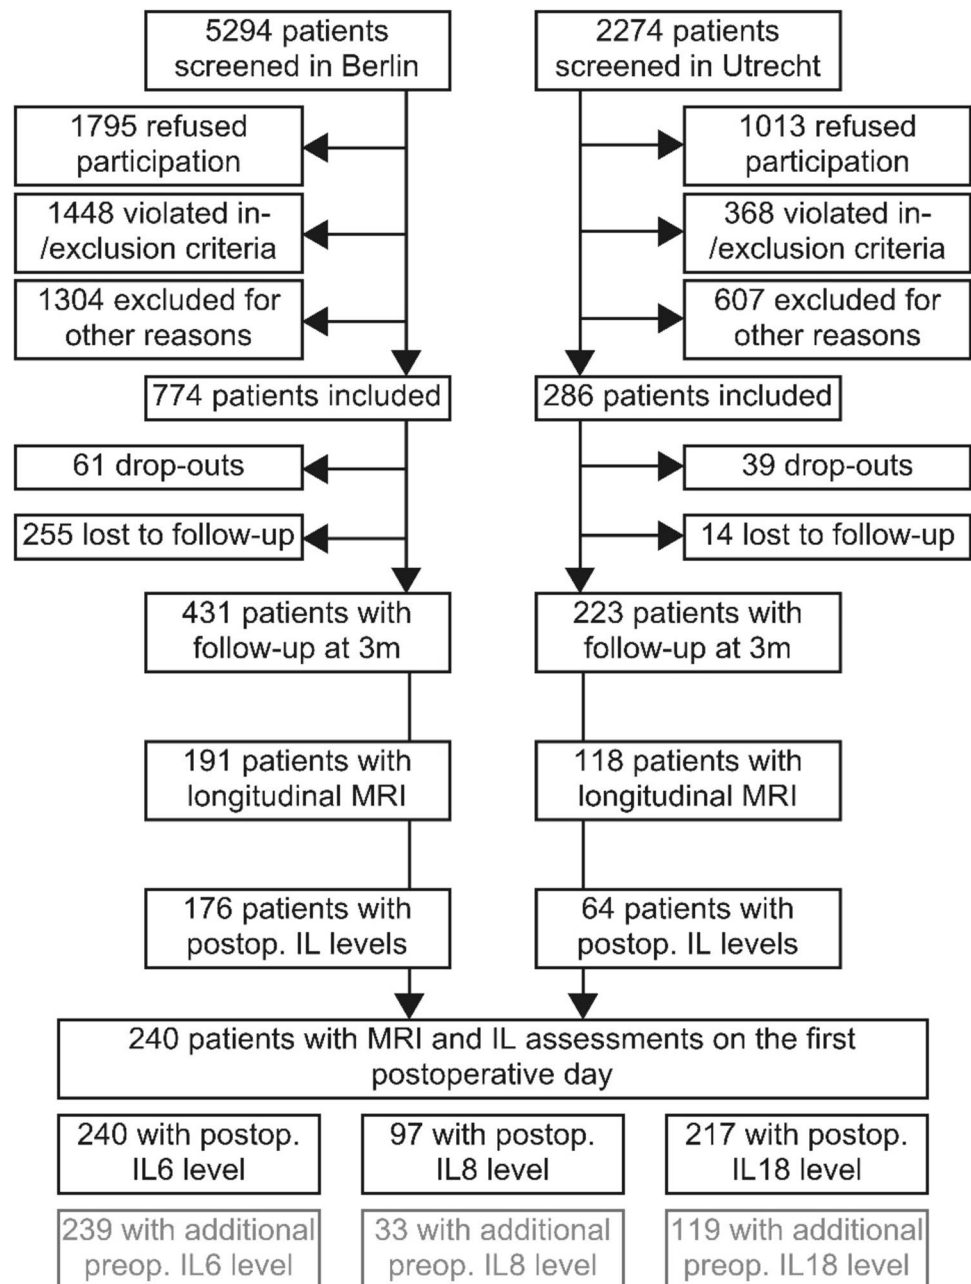 5294 patients
screened in Berlin
2274 patients
screened in Utrecht
1795 refused
participation
1013 refused
participation
1448 violated in-
/exclusion criteria
368 violated in-
/exclusion criteria
1304 excluded for
other reasons
607 excluded for
other reasons
774 patients included
286 patients included
61 drop-outs
39 drop-outs
255 lost to follow-up
14 lost to follow-up
431 patients with
follow-up at 3m
223 patients with
follow-up at 3m
191 patients with
longitudinal MRI
118 patients with
longitudinal MRI
176 patients with
postop. IL levels
64 patients with
postop. IL levels
240 patients with MRI and IL assessments on the first
postoperative day
240 with postop.
IL6 level
97 with postop.
IL8 level
217 with postop.
IL18 level
239 with additional
preop. IL6 level
33 with additional
preop. IL8 level
119 with additional
preop. IL18 level